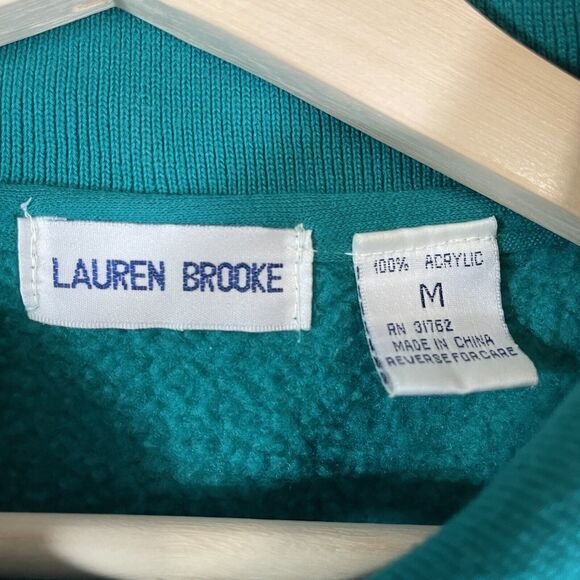 LAUREN BROOKE
100% ACRYLIC
M
RN 31762
MADE IN CHINA
REVERSE FOR CARE